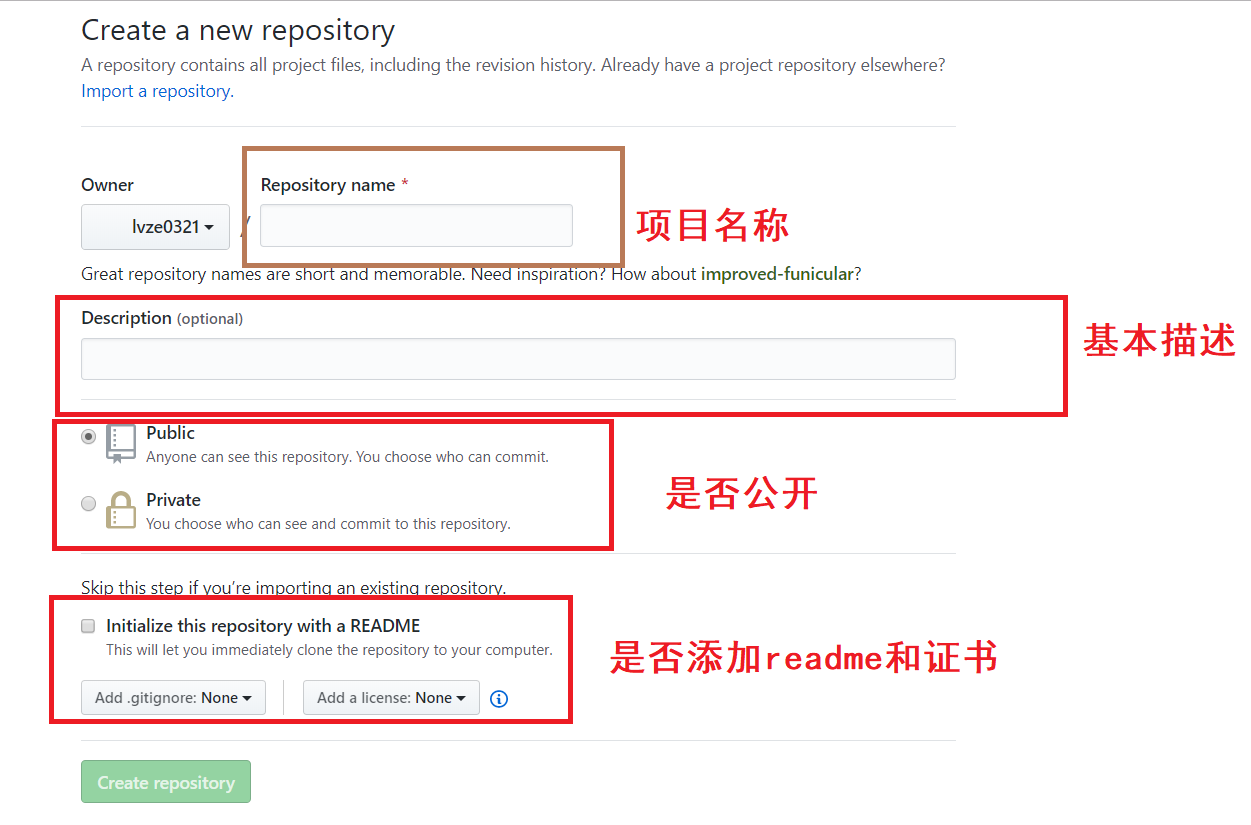 Create a new repository
A repository contains all project files, including the revision history. Already have a project repository elsewhere?
Import a repository.
Owner
Repository name *
lvze0321
/
项目名称
Great repository names are short and memorable. Need inspiration? How about improved-funicular?
Description (optional)
基本描述
Public
Anyone can see this repository. You choose who can commit.
Private
You choose who can see and commit to this repository.
是否公开
Skip this step if you’re importing an existing repository.
Initialize this repository with a README
This will let you immediately clone the repository to your computer.
是否添加readme和证书
Add .gitignore: None
Add a license: None
Create repository